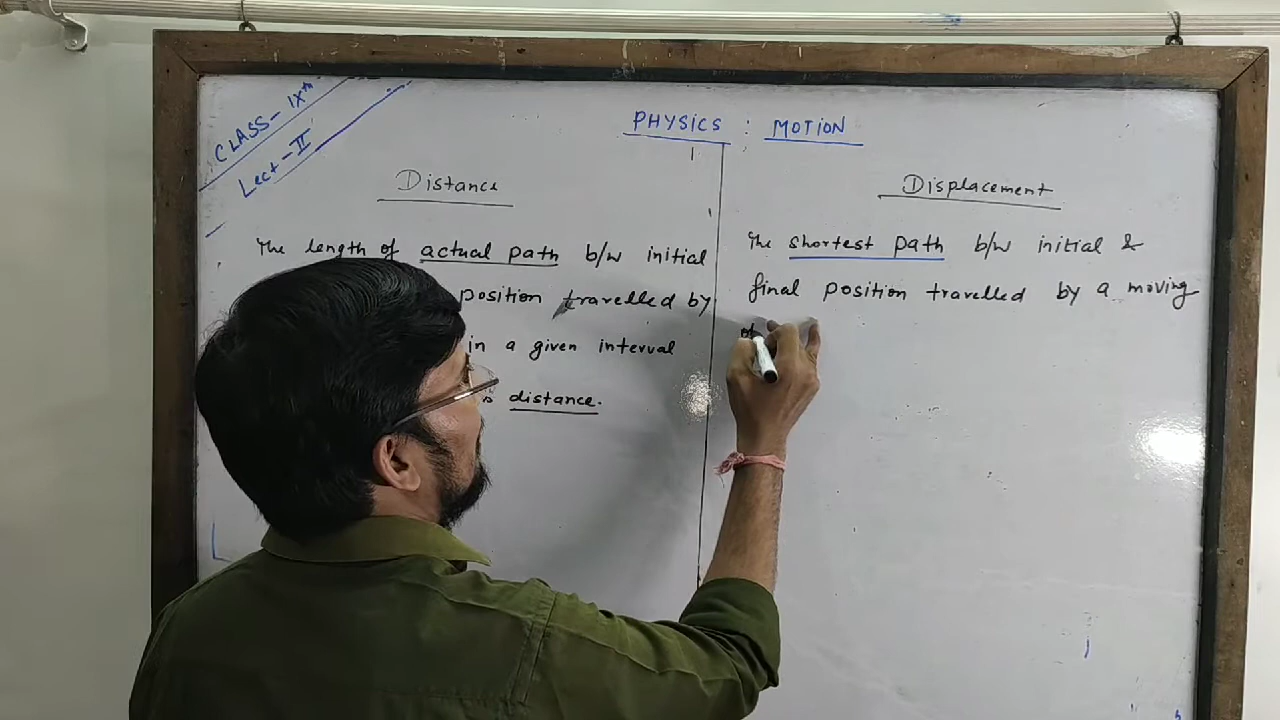 CLASS - IXth
Lect - II
PHYSICS : MOTION
Distance
The length of actual path b/w initial
position travelled by
in a given interval
distance.
Displacement
The shortest path b/w initial &
final position travelled by a moving